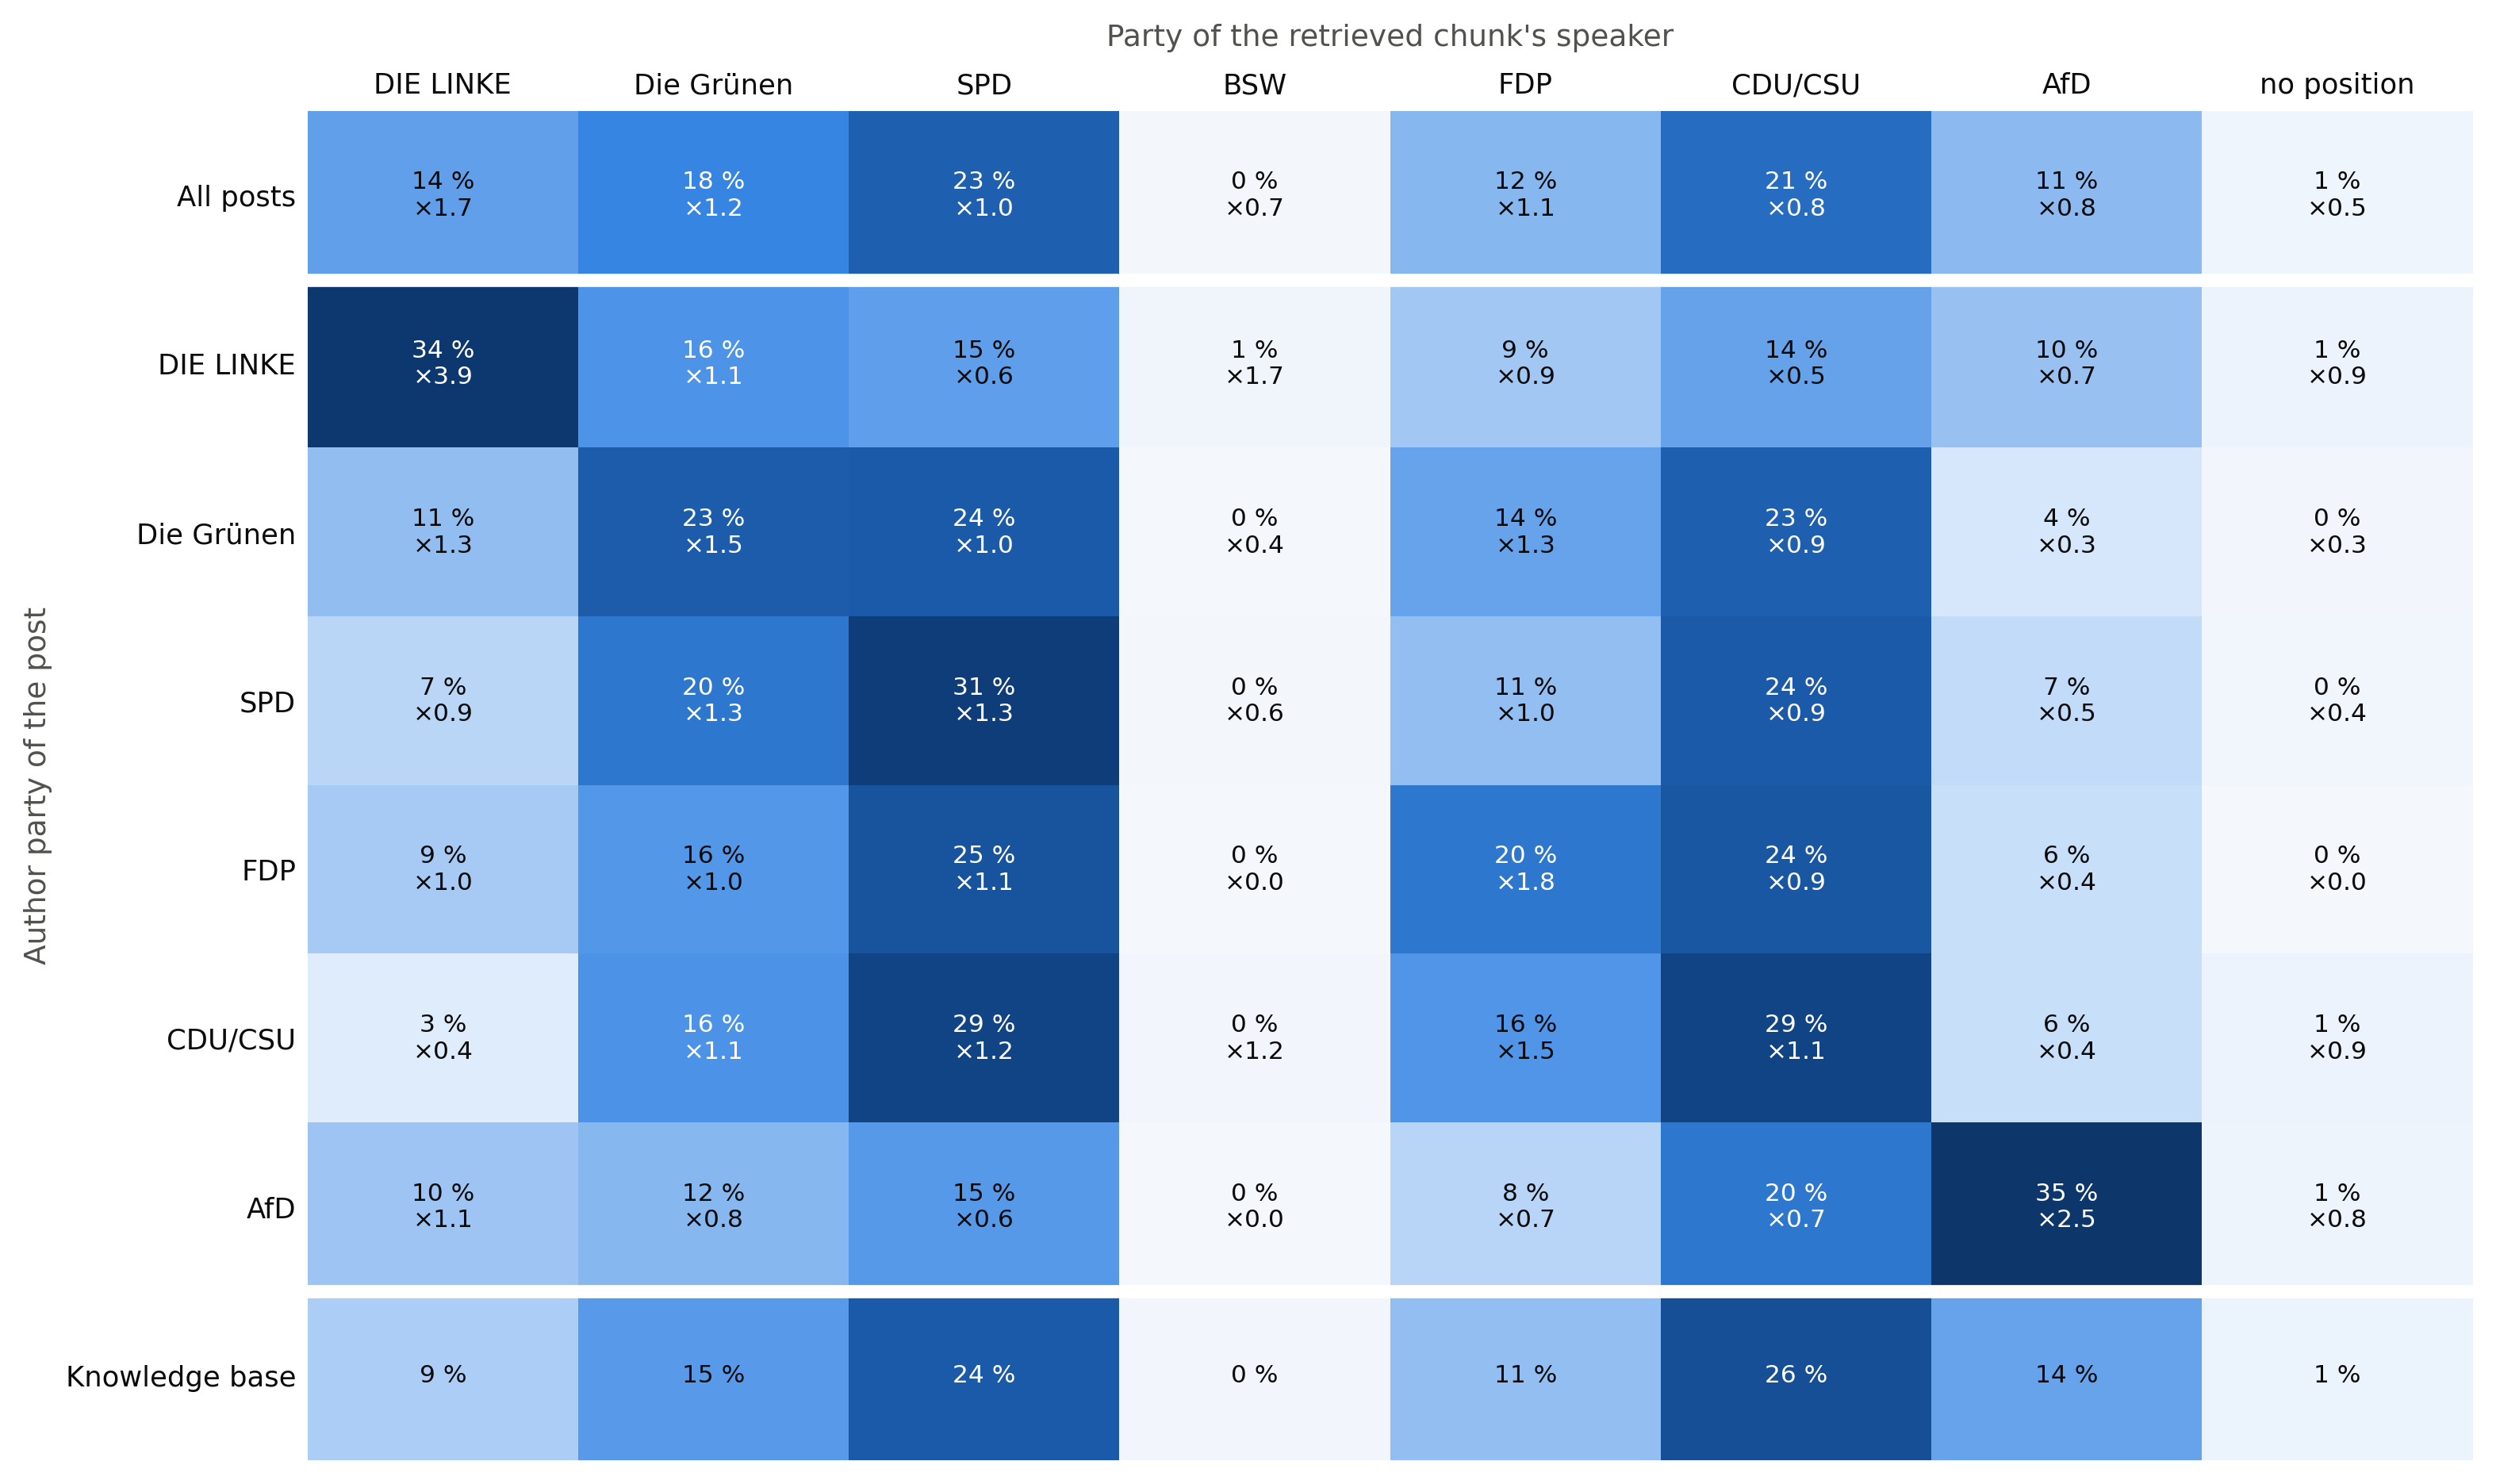 Party of the retrieved chunk's speaker
DIE LINKE Die Grünen SPD BSW FDP CDU/CSU AfD no position
All posts
14 % 18 % 23 % 0 % 12 % 21 % 11 % 1 %
×1.7 ×1.2 ×1.0 ×0.7 ×1.1 ×0.8 ×0.8 ×0.5
Author party of the post
DIE LINKE
34 % 16 % 15 % 1 % 9 % 14 % 10 % 1 %
×3.9 ×1.1 ×0.6 ×1.7 ×0.9 ×0.5 ×0.7 ×0.9
Die Grünen
11 % 23 % 24 % 0 % 14 % 23 % 4 % 0 %
×1.3 ×1.5 ×1.0 ×0.4 ×1.3 ×0.9 ×0.3 ×0.3
SPD
7 % 20 % 31 % 0 % 11 % 24 % 7 % 0 %
×0.9 ×1.3 ×1.3 ×0.6 ×1.0 ×0.9 ×0.5 ×0.4
FDP
9 % 16 % 25 % 0 % 20 % 24 % 6 % 0 %
×1.0 ×1.0 ×1.1 ×0.0 ×1.8 ×0.9 ×0.4 ×0.0
CDU/CSU
3 % 16 % 29 % 0 % 16 % 29 % 6 % 1 %
×0.4 ×1.1 ×1.2 ×1.2 ×1.5 ×1.1 ×0.4 ×0.9
AfD
10 % 12 % 15 % 0 % 8 % 20 % 35 % 1 %
×1.1 ×0.8 ×0.6 ×0.0 ×0.7 ×0.7 ×2.5 ×0.8
Knowledge base 9 % 15 % 24 % 0 % 11 % 26 % 14 % 1 %